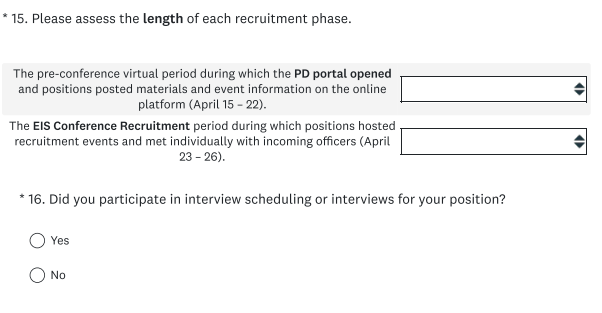 * 15. Please assess the length of each recruitment phase.
The pre-conference virtual period during which the PD portal opened
and positions posted materials and event information on the online
platform (April 15 – 22).
The EIS Conference Recruitment period during which positions hosted
recruitment events and met individually with incoming officers (April
23 – 26).
* 16. Did you participate in interview scheduling or interviews for your position?
Yes
No